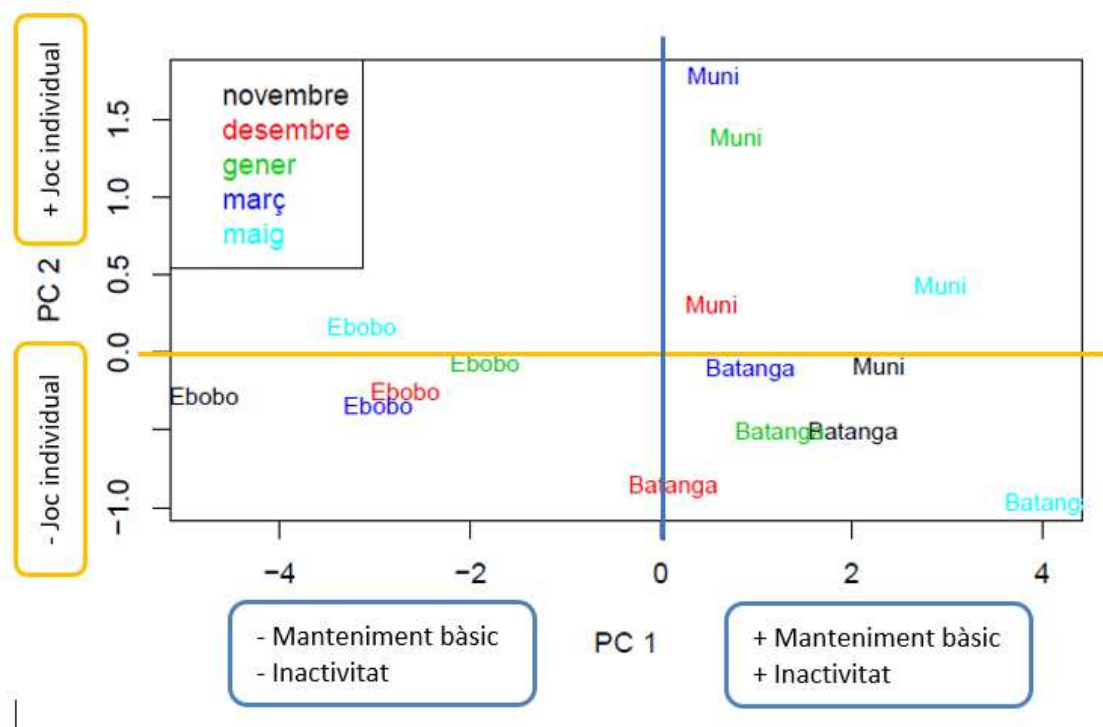 + Joc individual
PC 2
- Joc individual
1.5
1.0
0.5
0.0
−1.0
novembre
desembre
gener
març
maig
Muni
Muni
Muni
Muni
Ebobo
Ebobo
Batanga
Muni
Ebobo
Ebobo
Ebobo
Batanga
Batanga
Batanga
Batang
−4
−2
0
2
4
- Manteniment bàsic
- Inactivitat
PC 1
+ Manteniment bàsic
+ Inactivitat